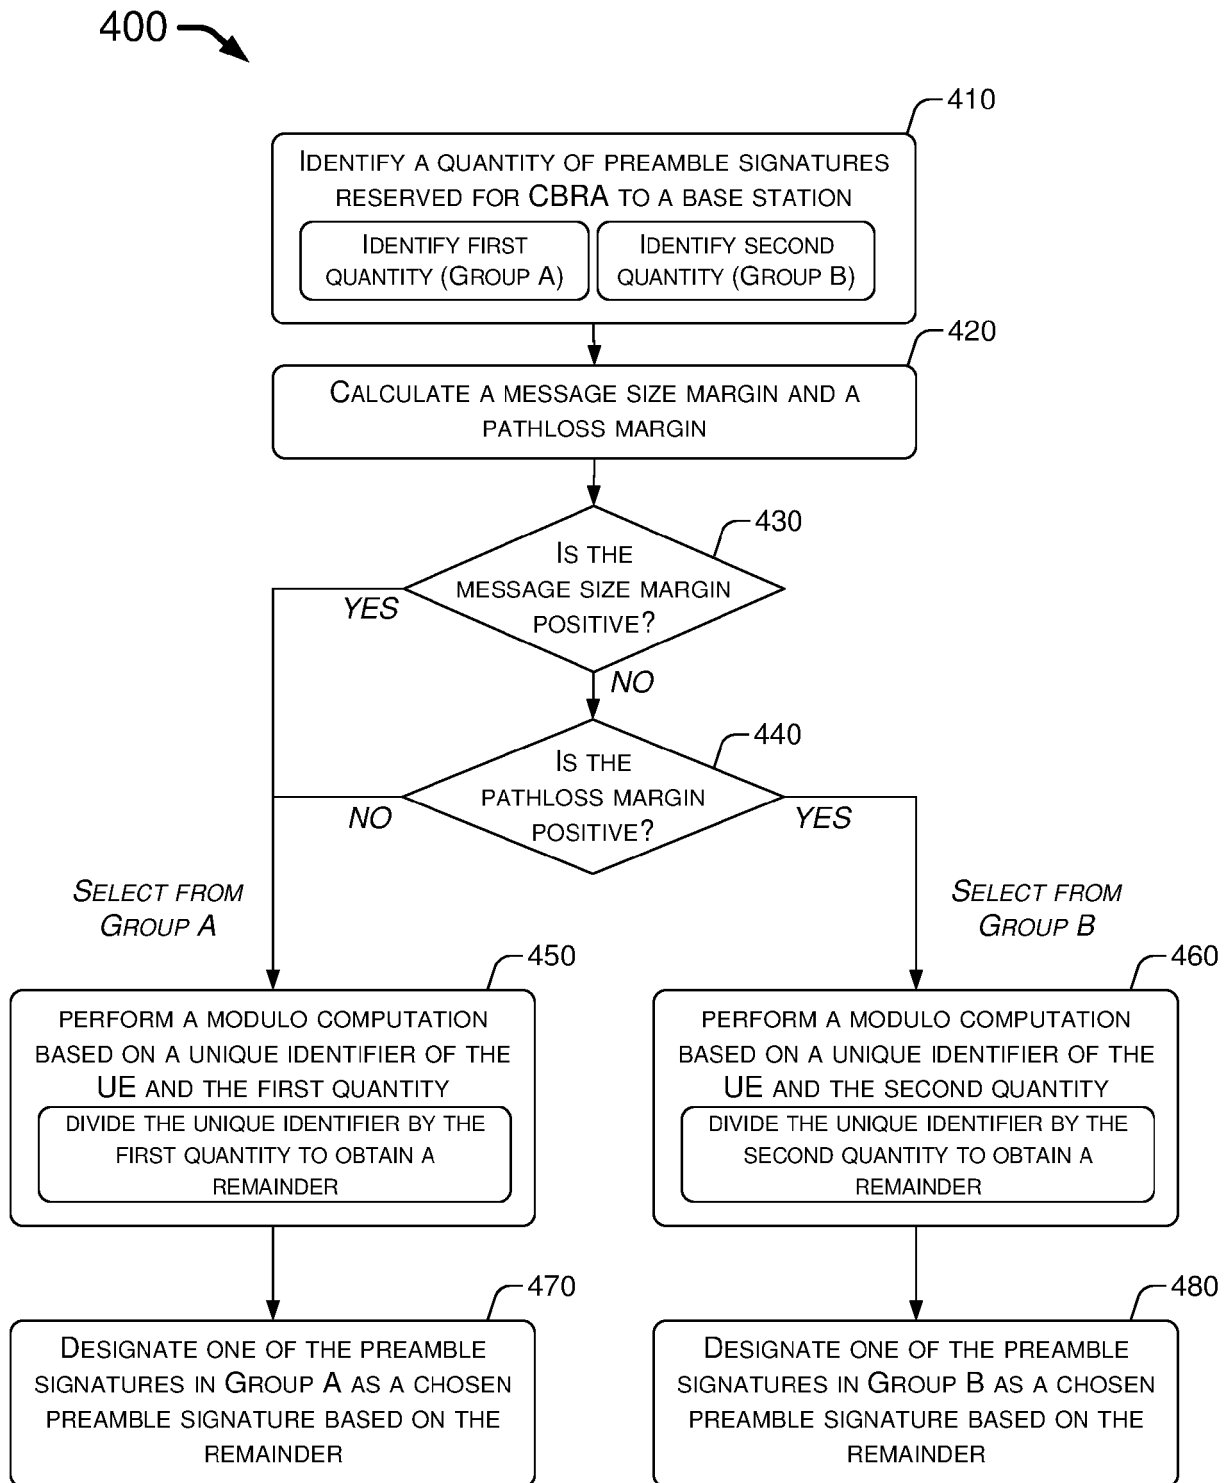 400
410
IDENTIFY A QUANTITY OF PREAMBLE SIGNATURES
RESERVED FOR CBRA TO A BASE STATION
IDENTIFY FIRST
QUANTITY (GROUP A)
IDENTIFY SECOND
QUANTITY (GROUP B)
420
CALCULATE A MESSAGE SIZE MARGIN AND A
PATHLOSS MARGIN
430
IS THE
MESSAGE SIZE MARGIN
POSITIVE?
YES
NO
440
IS THE
PATHLOSS MARGIN
POSITIVE?
NO
YES
SELECT FROM
GROUP A
SELECT FROM
GROUP B
450
PERFORM A MODULO COMPUTATION
BASED ON A UNIQUE IDENTIFIER OF THE
UE AND THE FIRST QUANTITY
DIVIDE THE UNIQUE IDENTIFIER BY THE
FIRST QUANTITY TO OBTAIN A
REMAINDER
460
PERFORM A MODULO COMPUTATION
BASED ON A UNIQUE IDENTIFIER OF THE
UE AND THE SECOND QUANTITY
DIVIDE THE UNIQUE IDENTIFIER BY THE
SECOND QUANTITY TO OBTAIN A
REMAINDER
470
DESIGNATE ONE OF THE PREAMBLE
SIGNATURES IN GROUP A AS A CHOSEN
PREAMBLE SIGNATURE BASED ON THE
REMAINDER
480
DESIGNATE ONE OF THE PREAMBLE
SIGNATURES IN GROUP B AS A CHOSEN
PREAMBLE SIGNATURE BASED ON THE
REMAINDER